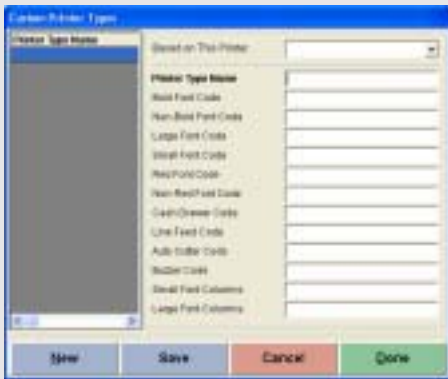 Custom Printer Types
Printer Type Name
Based on This Printer
Printer Type Name
Bold Font Code
Non-Bold Font Code
Large Font Code
Small Font Code
Red Font Code
Non-Red Font Code
Cash Drawer Code
Line Feed Code
Auto Cutter Code
Buzzer Code
Small Font Columns
Large Font Columns
New
Save
Cancel
Done